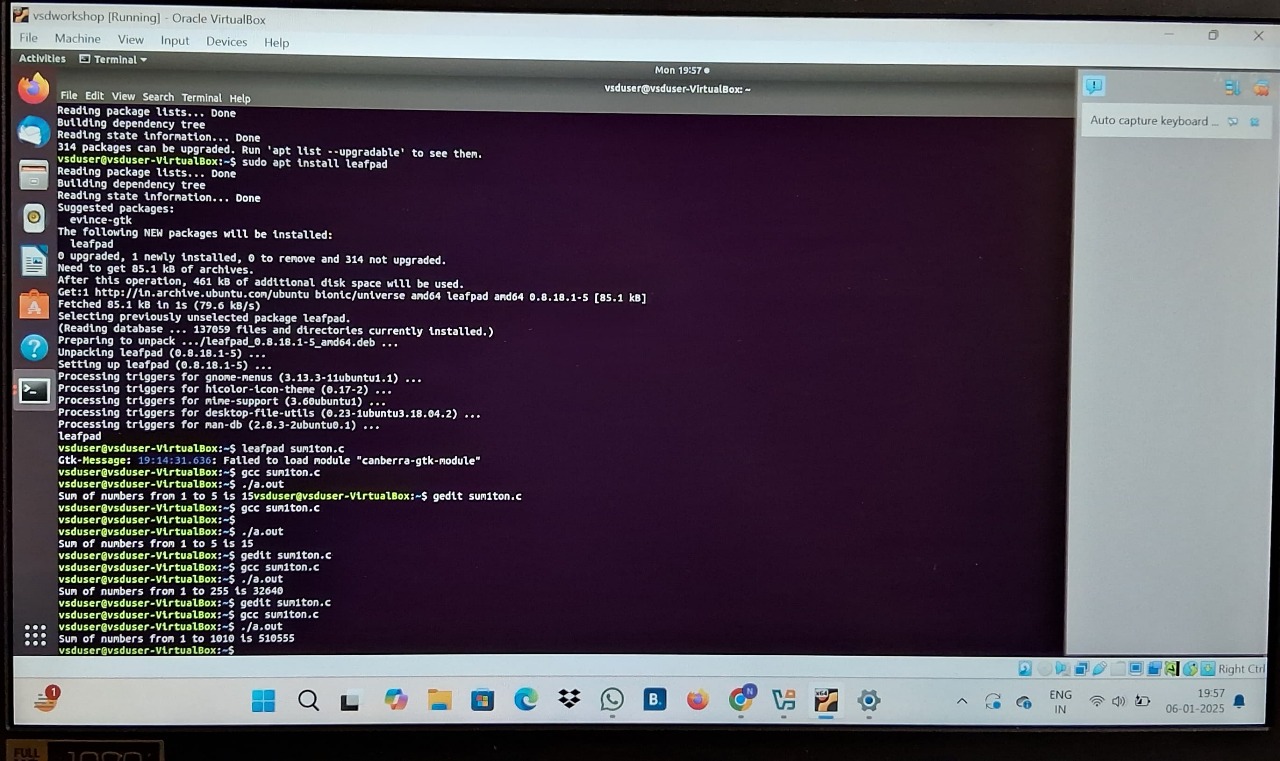 vsdworkshop [Running] - Oracle VirtualBox
File Machine View Input Devices Help
Activities Terminal
Mon 19:57
vsduser@vsduser-VirtualBox: ~
File Edit View Search Terminal Help
Auto capture keyboard ...
Reading package lists... Done
Building dependency tree
Reading state information... Done
314 packages can be upgraded. Run 'apt list --upgradable' to see them.
vsduser@vsduser-VirtualBox:~$ sudo apt install leafpad
Reading package lists... Done
Building dependency tree
Reading state information... Done
Suggested packages:
evince-gtk
The following NEW packages will be installed:
leafpad
0 upgraded, 1 newly installed, 0 to remove and 314 not upgraded.
Need to get 85.1 kB of archives.
After this operation, 461 kB of additional disk space will be used.
Get:1 http://in.archive.ubuntu.com/ubuntu bionic/universe amd64 leafpad amd64 0.8.18.1-5 [85.1 kB]
Fetched 85.1 kB in 1s (79.6 kB/s)
Selecting previously unselected package leafpad.
(Reading database ... 137059 files and directories currently installed.)
Preparing to unpack .../leafpad_0.8.18.1-5_amd64.deb ...
Unpacking leafpad (0.8.18.1-5) ...
Setting up leafpad (0.8.18.1-5) ...
Processing triggers for gnome-menus (3.13.3-11ubuntu1.1) ...
Processing triggers for hicolor-icon-theme (0.17-2) ...
Processing triggers for mime-support (3.60ubuntu1) ...
Processing triggers for desktop-file-utils (0.23-1ubuntu3.18.04.2) ...
Processing triggers for man-db (2.8.3-2ubuntu0.1) ...
leafpad
vsduser@vsduser-VirtualBox:~$ leafpad sum1ton.c
Gtk-Message: 19:14:31.636: Failed to load module "canberra-gtk-module"
vsduser@vsduser-VirtualBox:~$ gcc sum1ton.c
vsduser@vsduser-VirtualBox:~$ ./a.out
Sum of numbers from 1 to 5 is 15vsduser@vsduser-VirtualBox:~$ gedit sum1ton.c
vsduser@vsduser-VirtualBox:~$ gcc sum1ton.c
vsduser@vsduser-VirtualBox:~$
vsduser@vsduser-VirtualBox:~$ ./a.out
Sum of numbers from 1 to 5 is 15
vsduser@vsduser-VirtualBox:~$ gedit sum1ton.c
vsduser@vsduser-VirtualBox:~$ gcc sum1ton.c
vsduser@vsduser-VirtualBox:~$ ./a.out
Sum of numbers from 1 to 255 is 32640
vsduser@vsduser-VirtualBox:~$ gedit sum1ton.c
vsduser@vsduser-VirtualBox:~$ gcc sum1ton.c
vsduser@vsduser-VirtualBox:~$ ./a.out
Sum of numbers from 1 to 1010 is 510555
vsduser@vsduser-VirtualBox:~$
Right Ctrl
1
B.
N
X64
ENG
IN
19:57
06-01-2025
FULL